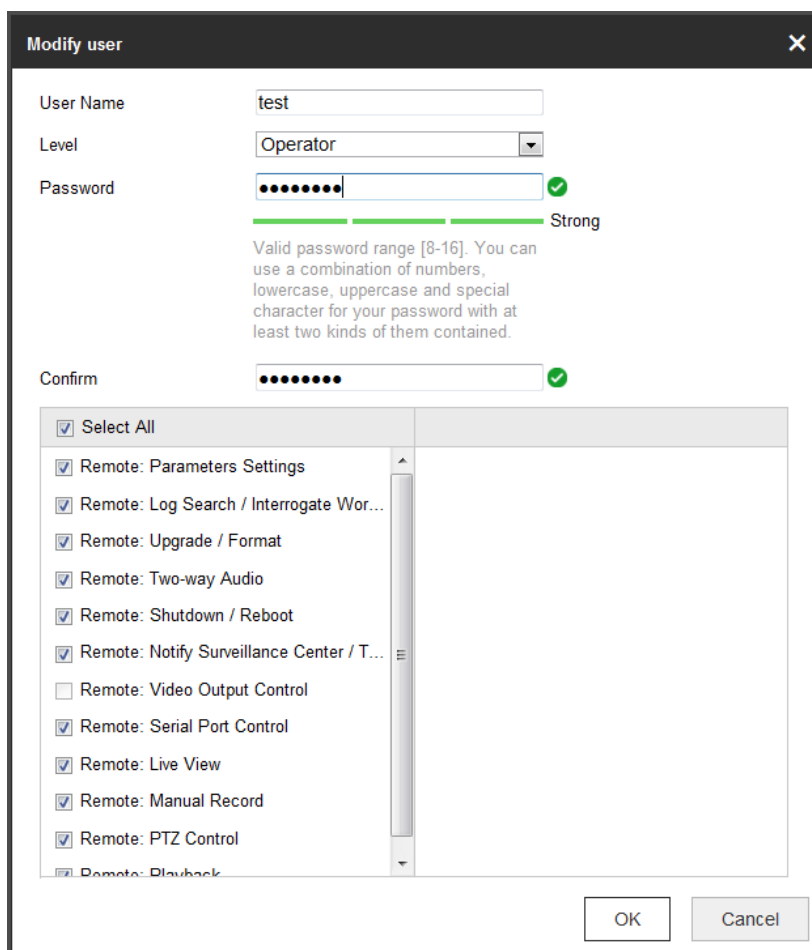 Modify user
User Name
test
Level
Operator
Password
Strong
Valid password range [8-16]. You can
use a combination of numbers,
lowercase, uppercase and special
character for your password with at
least two kinds of them contained.
Confirm
Select All
Remote: Parameters Settings
Remote: Log Search / Interrogate Wor...
Remote: Upgrade / Format
Remote: Two-way Audio
Remote: Shutdown / Reboot
Remote: Notify Surveillance Center / T...
Remote: Video Output Control
Remote: Serial Port Control
Remote: Live View
Remote: Manual Record
Remote: PTZ Control
Remote: Playback
OK
Cancel